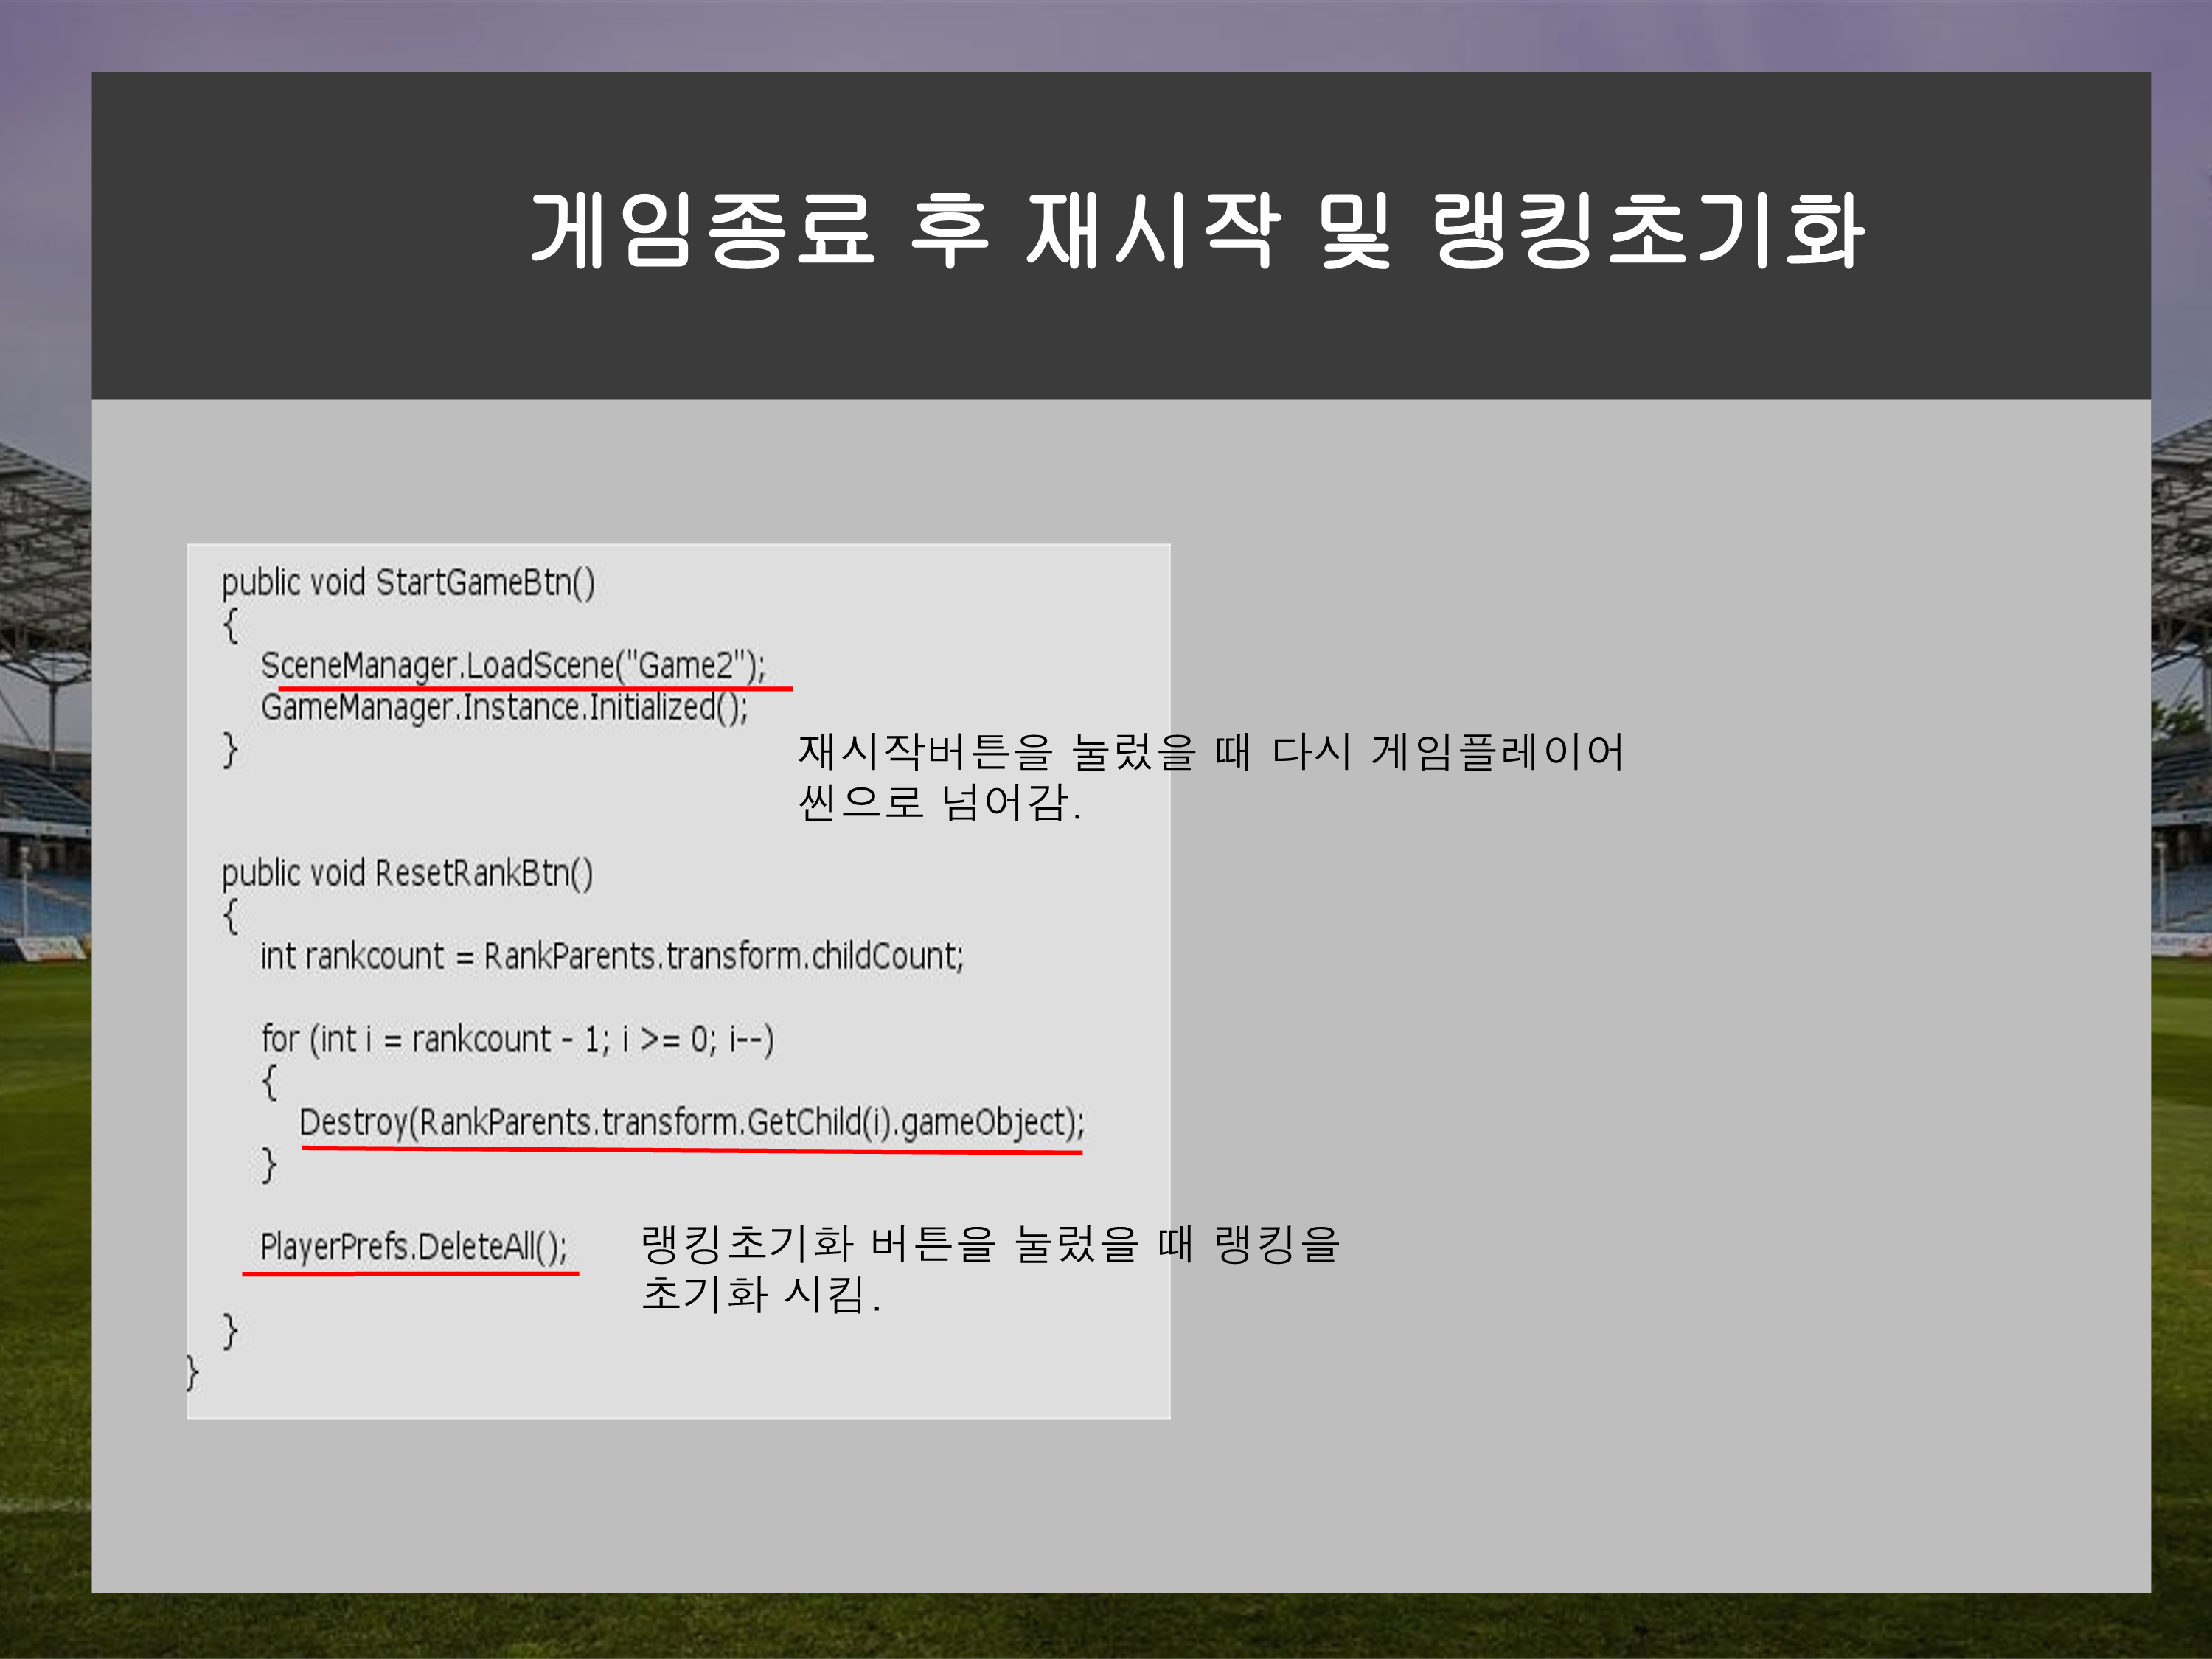 게임종료 후 재시작 및 랭킹초기화
public void StartGameBtn()
{
SceneManager.LoadScene("Game2");
GameManager.Instance.Initialized();
}
재시작버튼을 눌렀을 때 다시 게임플레이어
씬으로 넘어감.
public void ResetRankBtn()
{
int rankcount = RankParents.transform.childCount;
for (int i = rankcount - 1; i >= 0; i--)
{
Destroy(RankParents.transform.GetChild(i).gameObject);
}
PlayerPrefs.DeleteAll();
랭킹초기화 버튼을 눌렀을 때 랭킹을
초기화 시킴.
}
}